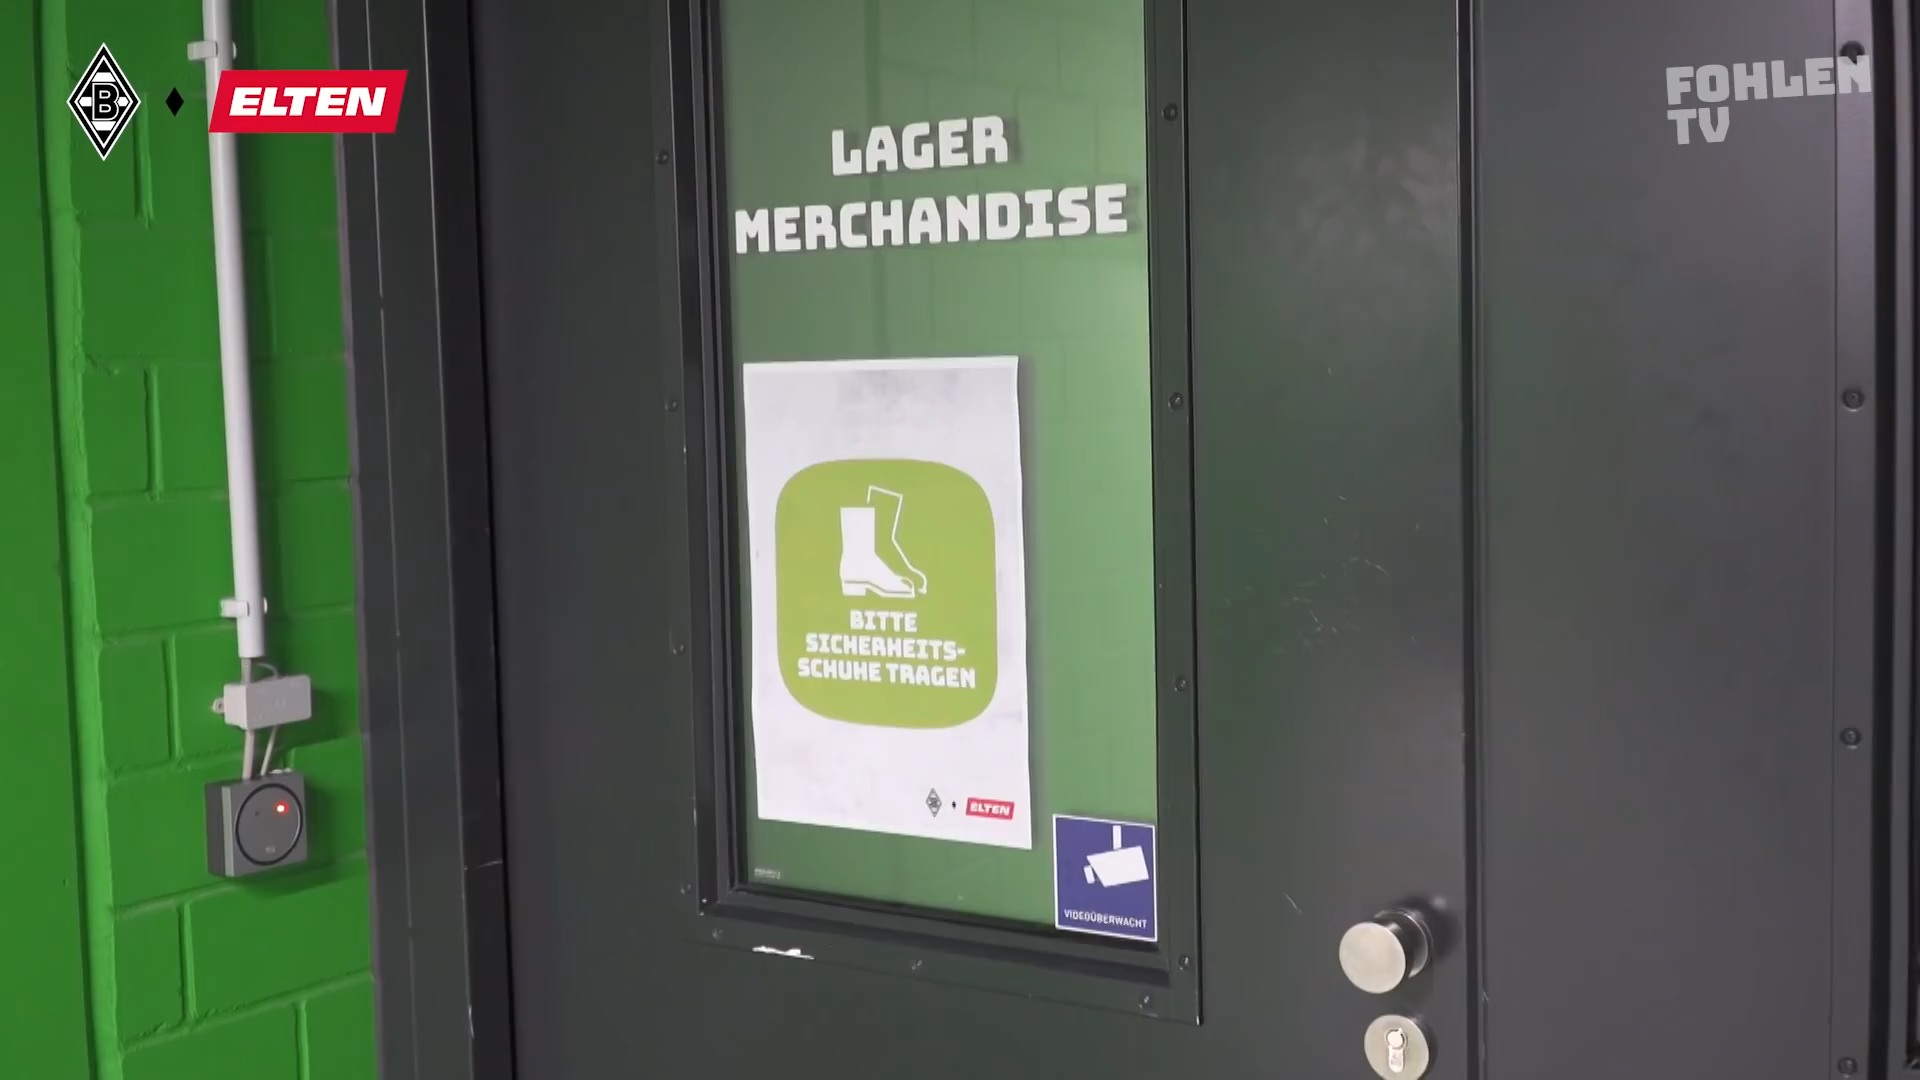 B
ELTEN
FOHLEN
TV
LAGER
MERCHANDISE
BITTE
SICHERHEITS-
SCHUHE TRAGEN
ELTEN
VIDEOÜBERWACHT